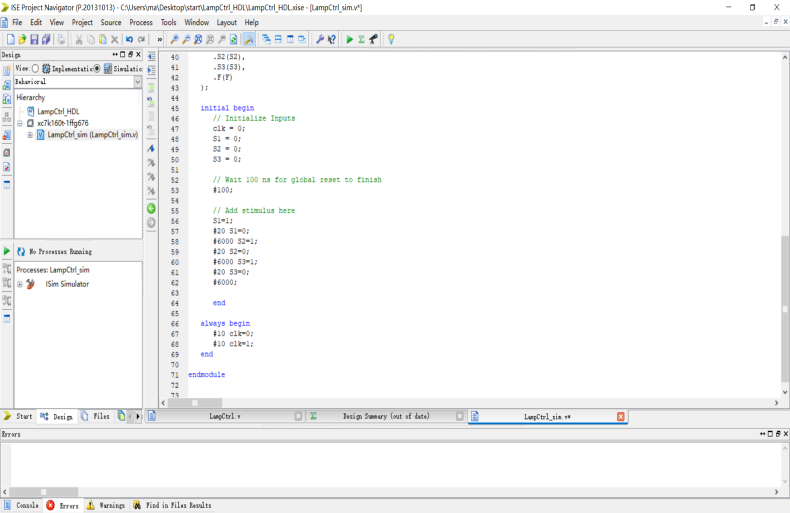 ISE Project Navigator (P.20131013) - C:\Users\ma\Desktop\start\LampCtrl_HDL\LampCtrl_HDL.xise - [LampCtrl_sim.v*]
File Edit View Project Source Process Tools Window Layout Help
Design
View: Implementation Simulation
Behavioral
Hierarchy
LampCtrl_HDL
xc7k160t-1ffg676
LampCtrl_sim (LampCtrl_sim.v)
No Processes Running
Processes: LampCtrl_sim
ISim Simulator
Start Design Files
40 .S2(S2),
41 .S3(S3),
42 .F(F)
43 );
44
45 initial begin
46 // Initialize Inputs
47 clk = 0;
48 S1 = 0;
49 S2 = 0;
50 S3 = 0;
51
52 // Wait 100 ns for global reset to finish
53 #100;
54
55 // Add stimulus here
56 S1=1;
57 #20 S1=0;
58 #6000 S2=1;
59 #20 S2=0;
60 #6000 S3=1;
61 #20 S3=0;
62 #6000;
63
64 end
65
66 always begin
67 #10 clk=0;
68 #10 clk=1;
69 end
70
71 endmodule
72
73
LampCtrl.v Design Summary (out of date) LampCtrl_sim.v*
Errors
Console Errors Warnings Find in Files Results